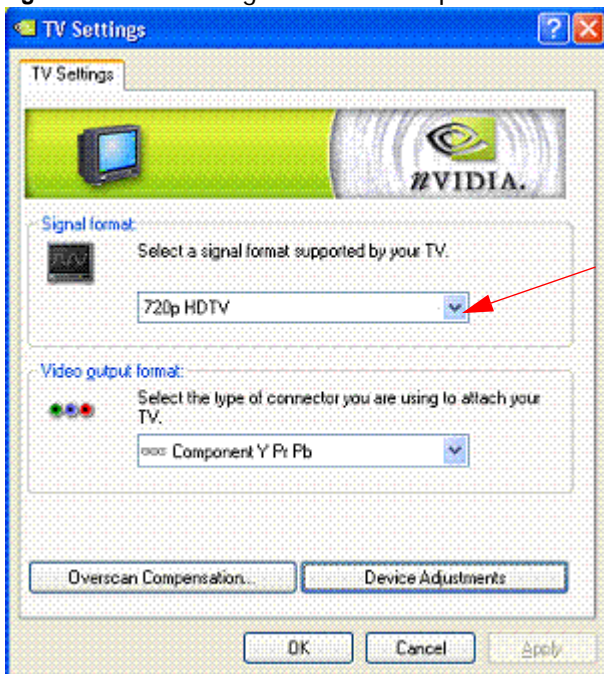 TV Settings
TV Settings
nVIDIA.
Signal format:
Select a signal format supported by your TV.
720p HDTV
Video output format:
Select the type of connector you are using to attach your
TV.
Component Y Pr Pb
Overscan Compensation...
Device Adjustments
OK
Cancel
Apply